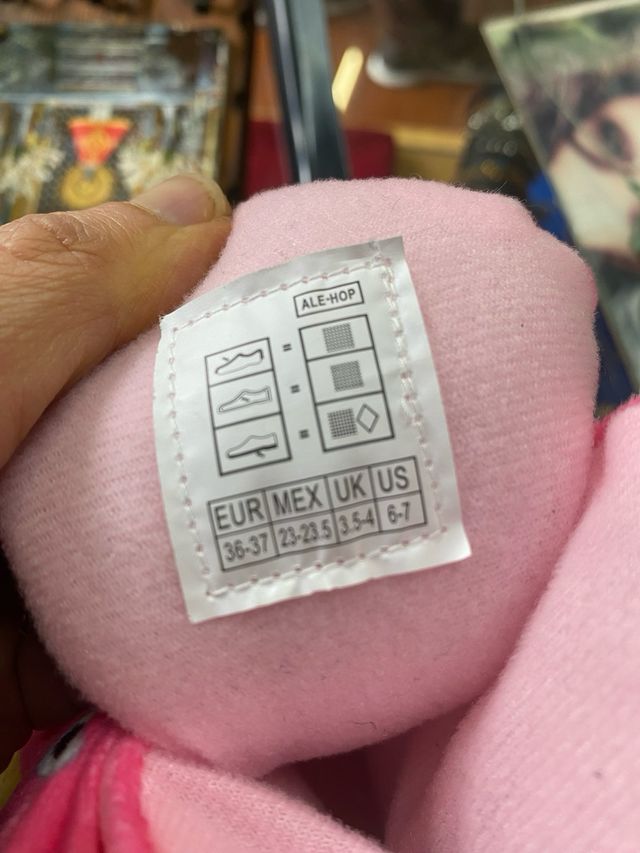 ALE-HOP
=
=
=
EUR MEX UK US
36-37 23-23.5 3.5-4 6-7